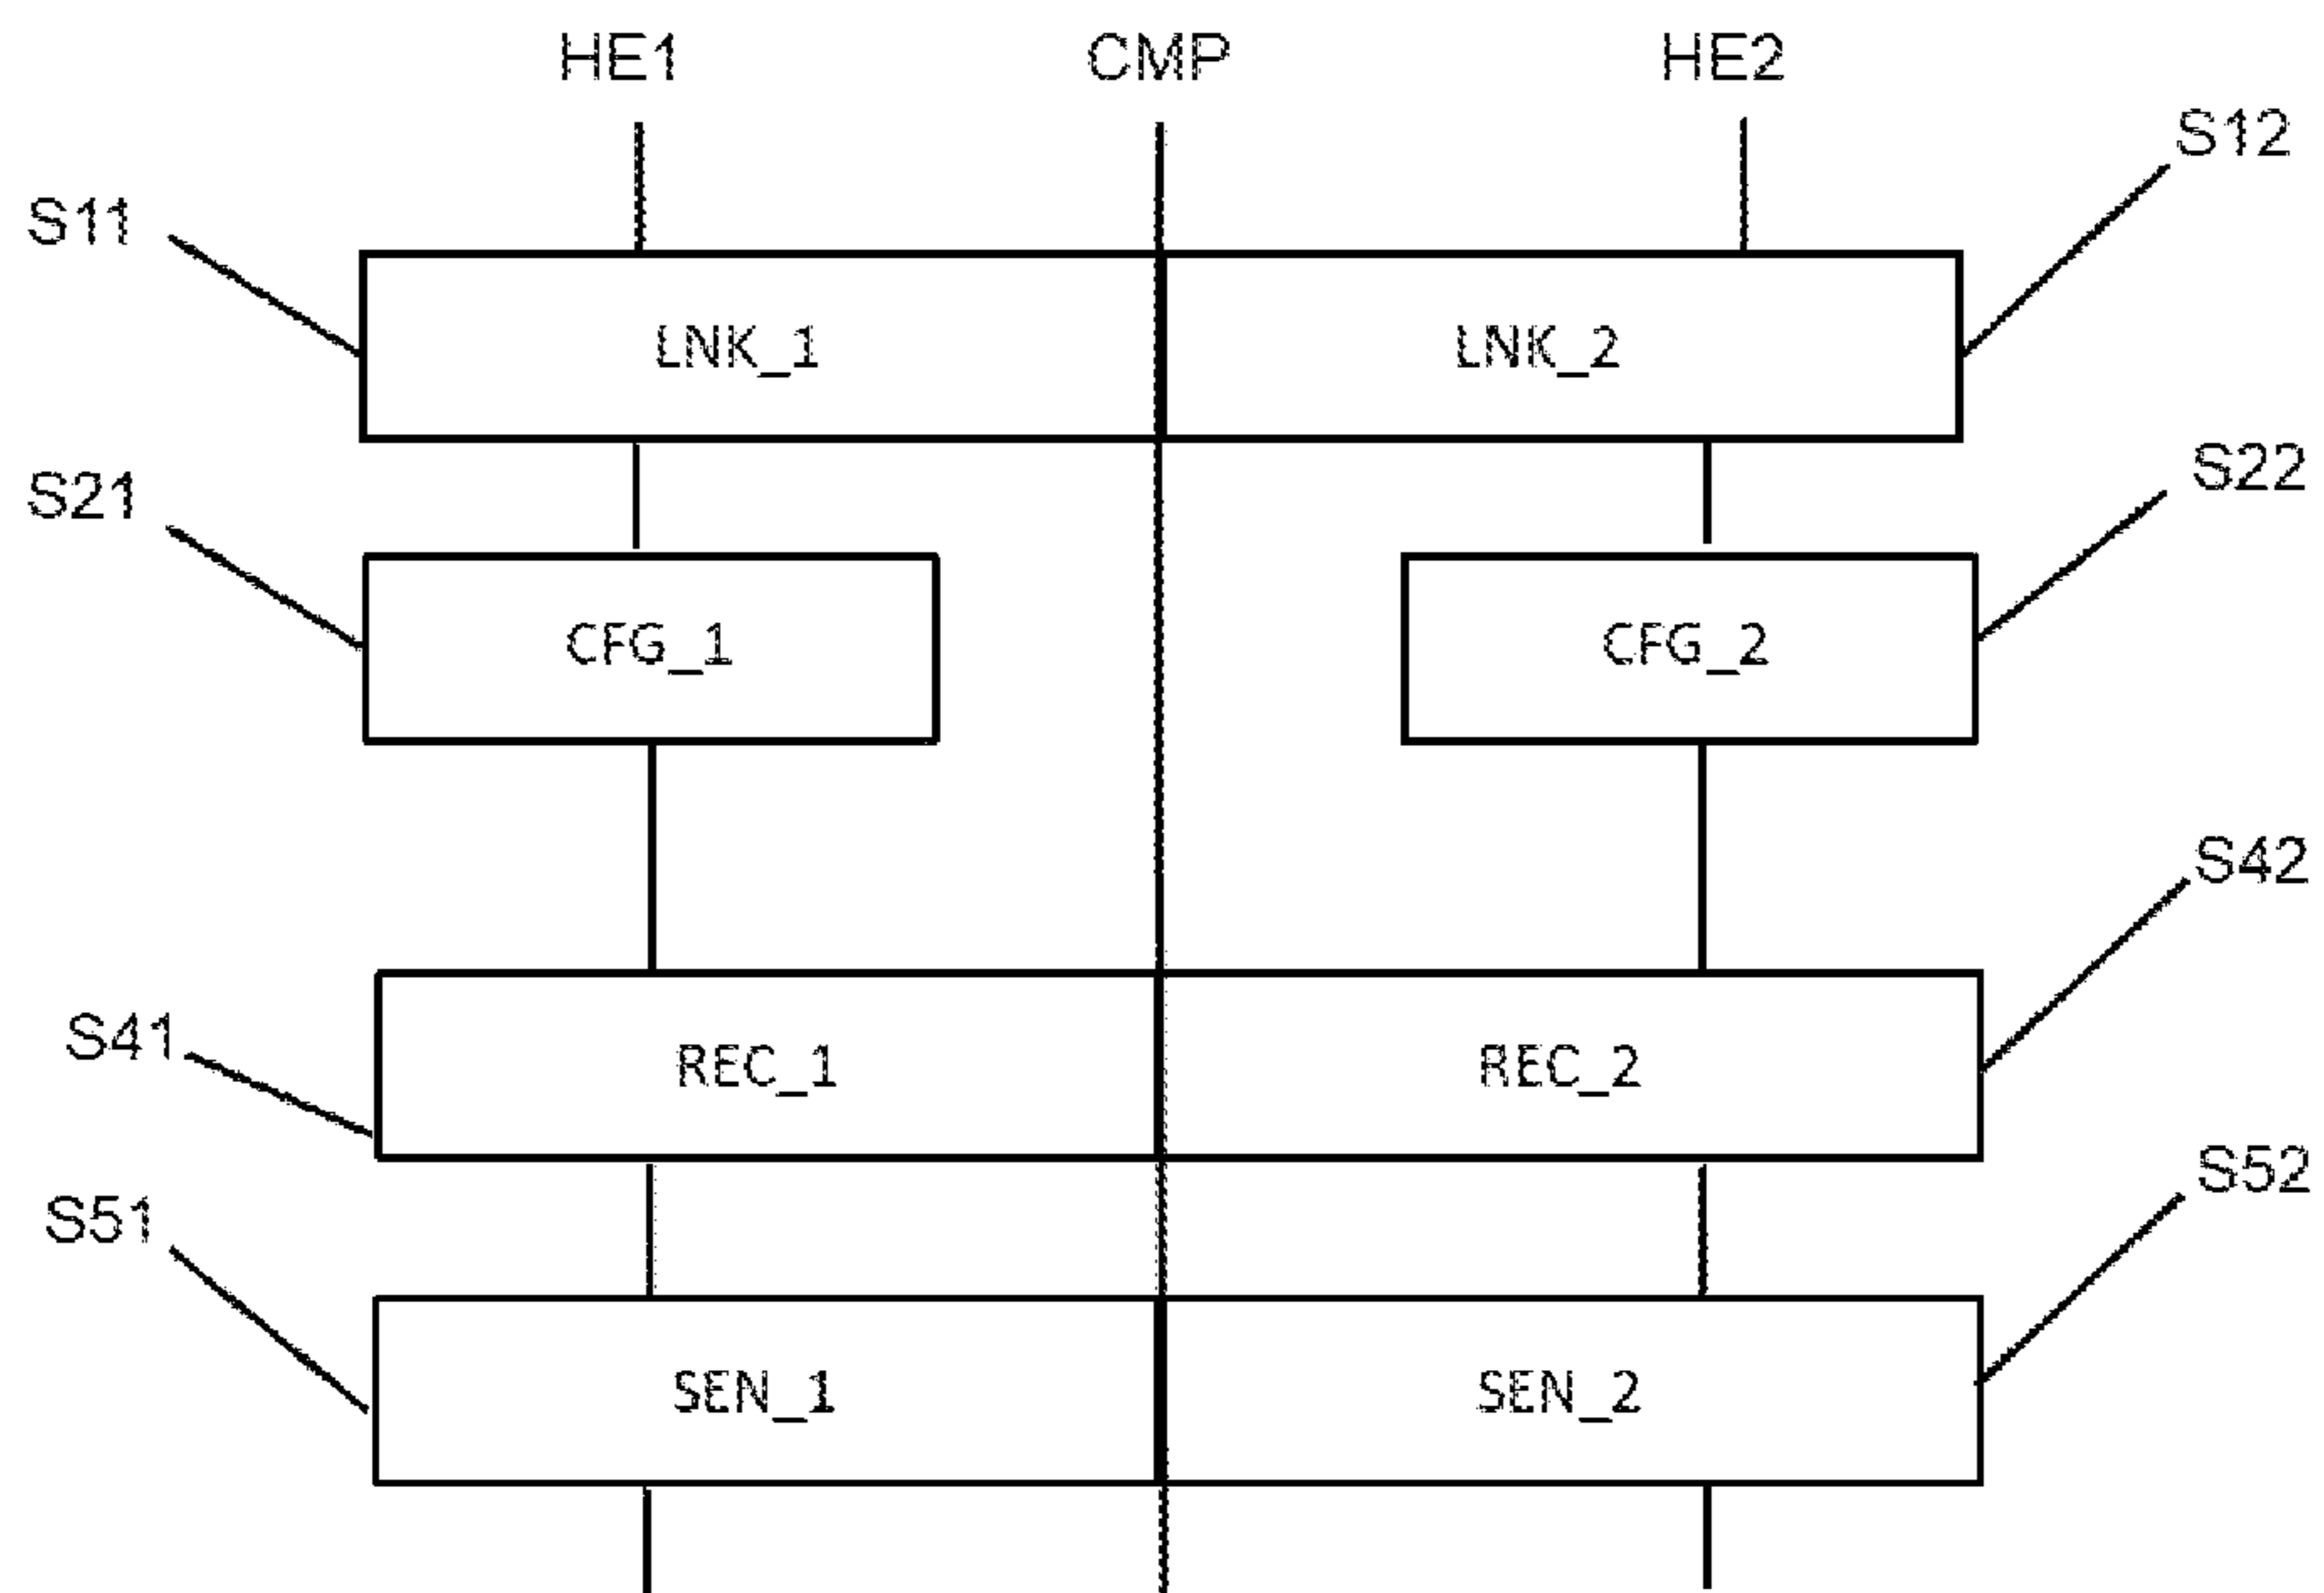 HE1 CMP HE2
S12
S11
LNK_1 LNK_2
S22
S21
CFG_1 CFG_2
S42
S41
REC_1 REC_2
S52
S51
SEN_1 SEN_2